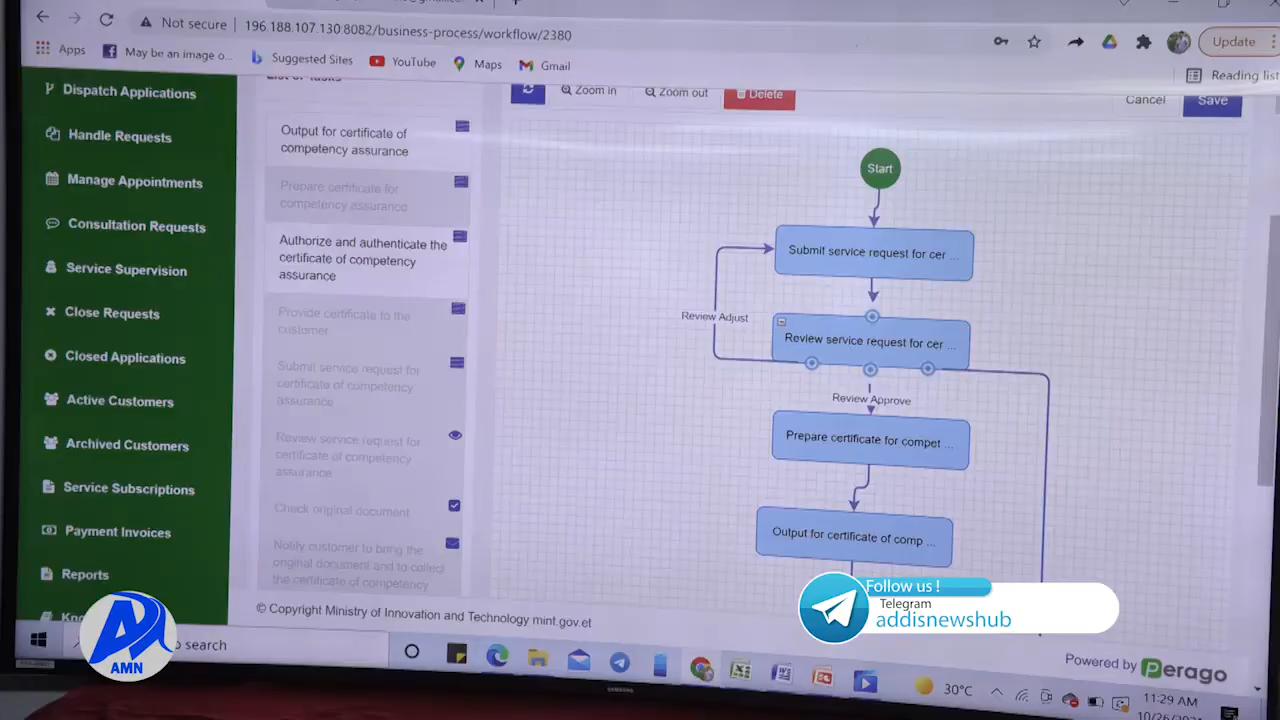 Not secure
196.188.107.130:8082/business-process/workflow/2380
Update
Apps
May be an image o...
Suggested Sites
YouTube
Maps
Gmail
Reading list
Dispatch Applications
Handle Requests
Manage Appointments
Consultation Requests
Service Supervision
Close Requests
Closed Applications
Active Customers
Archived Customers
Service Subscriptions
Payment Invoices
Reports
List of Tasks
Output for certificate of
competency assurance
Prepare certificate for
competency assurance
Authorize and authenticate the
certificate of competency
assurance
Provide certificate to the
customer
Submit service request for
certificate of competency
assurance
Review service request for
certificate of competency
assurance
Check original document
Notify customer to bring the
original document and to collect
the certificate of competency
Zoom in
Zoom out
Delete
Cancel
Save
Start
Submit service request for cer ...
Review Adjust
Review service request for cer ...
Review Approve
Prepare certificate for compet ...
Output for certificate of comp ...
© Copyright Ministry of Innovation and Technology mint.gov.et
Powered by Perago
Follow us !
Telegram
addisnewshub
AMN
search
30°C
11:29 AM
SAMSUNG